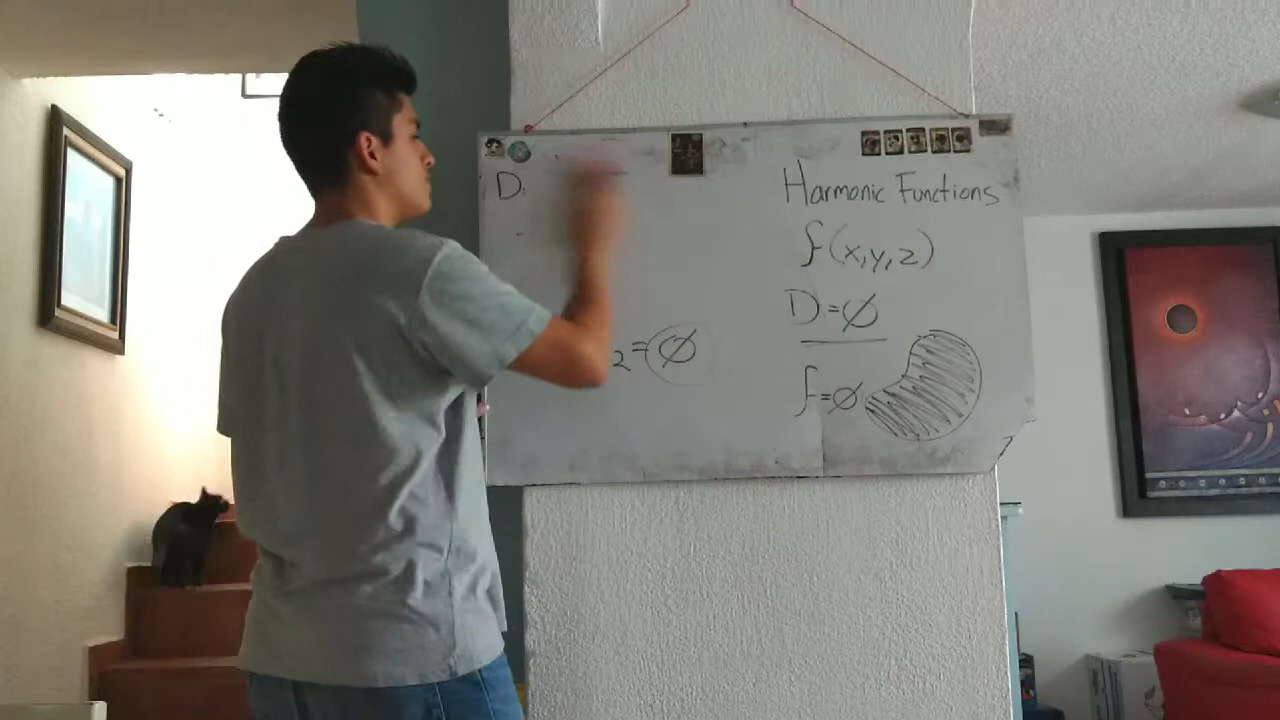 D.
₂=∅
Harmonic Functions
f(x,y,z)
D=∅
f=∅